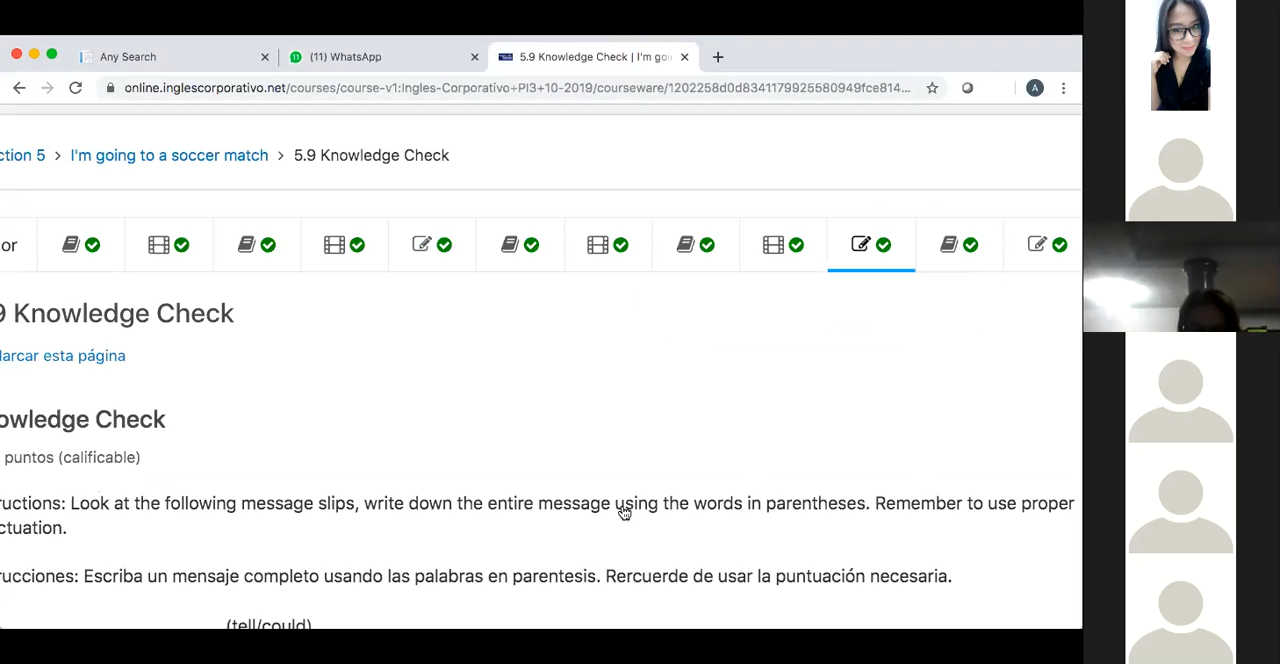 Any Search
(11) WhatsApp
5.9 Knowledge Check | I'm goi
online.inglescorporativo.net/courses/course-v1:Ingles-Corporativo+PI3+10-2019/courseware/1202258d0d8341179925580949fce814...
A
ction 5 > I'm going to a soccer match > 5.9 Knowledge Check
or
9 Knowledge Check
Marcar esta página
owledge Check
puntos (calificable)
ructions: Look at the following message slips, write down the entire message using the words in parentheses. Remember to use proper
ctuation.
rucciones: Escriba un mensaje completo usando las palabras en parentesis. Rercuerde de usar la puntuación necesaria.
(tell/could)